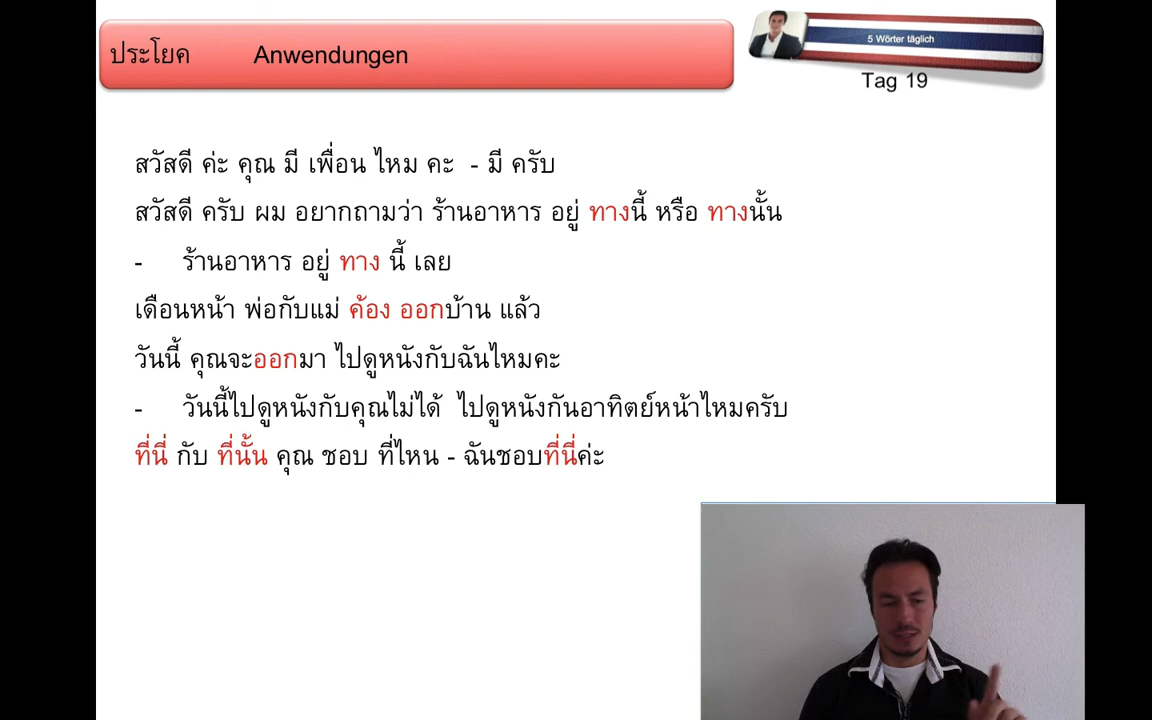 ประโยค Anwendungen
5 Wörter täglich
Tag 19
สวัสดี ค่ะ คุณ มี เพื่อน ไหม คะ - มี ครับ
สวัสดี ครับ ผม อยากถามว่า ร้านอาหาร อยู่ ทางนี้ หรือ ทางนั้น
- ร้านอาหาร อยู่ ทาง นี้ เลย
เดือนหน้า พ่อกับแม่ ค้อง ออกบ้าน แล้ว
วันนี้ คุณจะออกมา ไปดูหนังกับฉันไหมคะ
- วันนี้ไปดูหนังกับคุณไม่ได้ ไปดูหนังกันอาทิตย์หน้าไหมครับ
ที่นี่ กับ ที่นั้น คุณ ชอบ ที่ไหน - ฉันชอบที่นี่ค่ะ